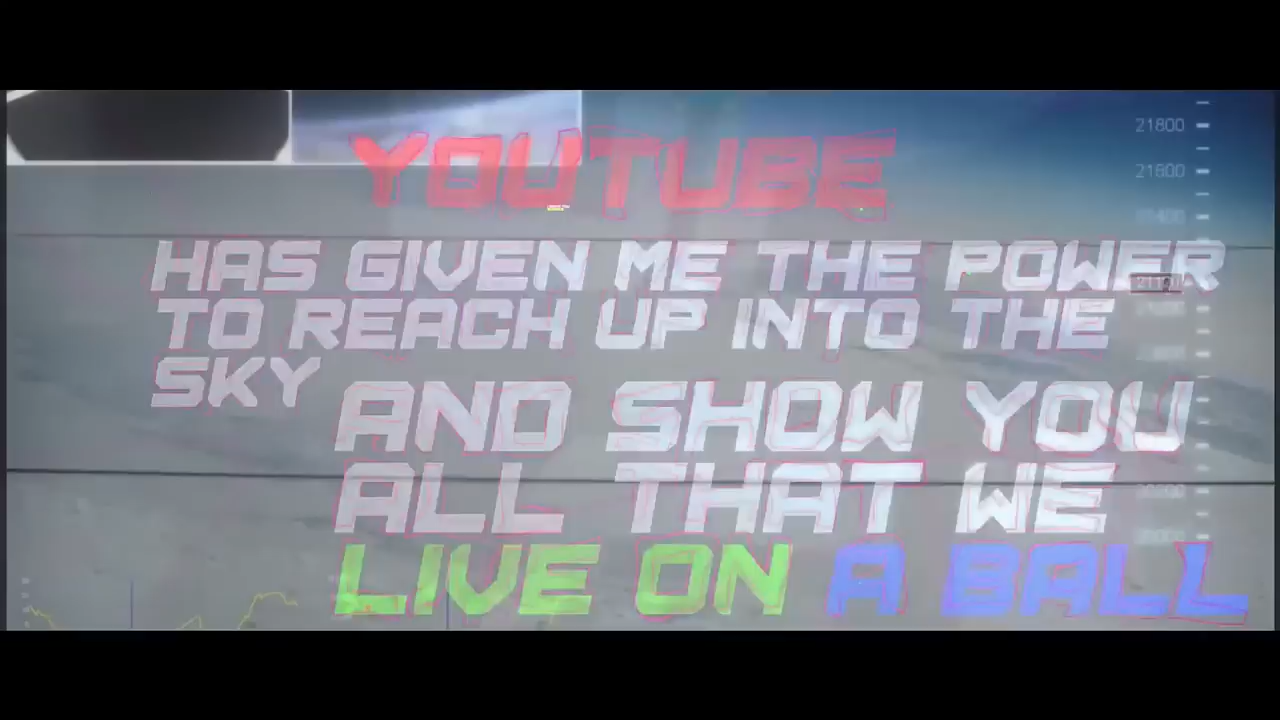 YOUTUBE
HAS GIVEN ME THE POWER
TO REACH UP INTO THE
SKY
AND SHOW YOU
ALL THAT WE
LIVE ON A BALL
21800
21600